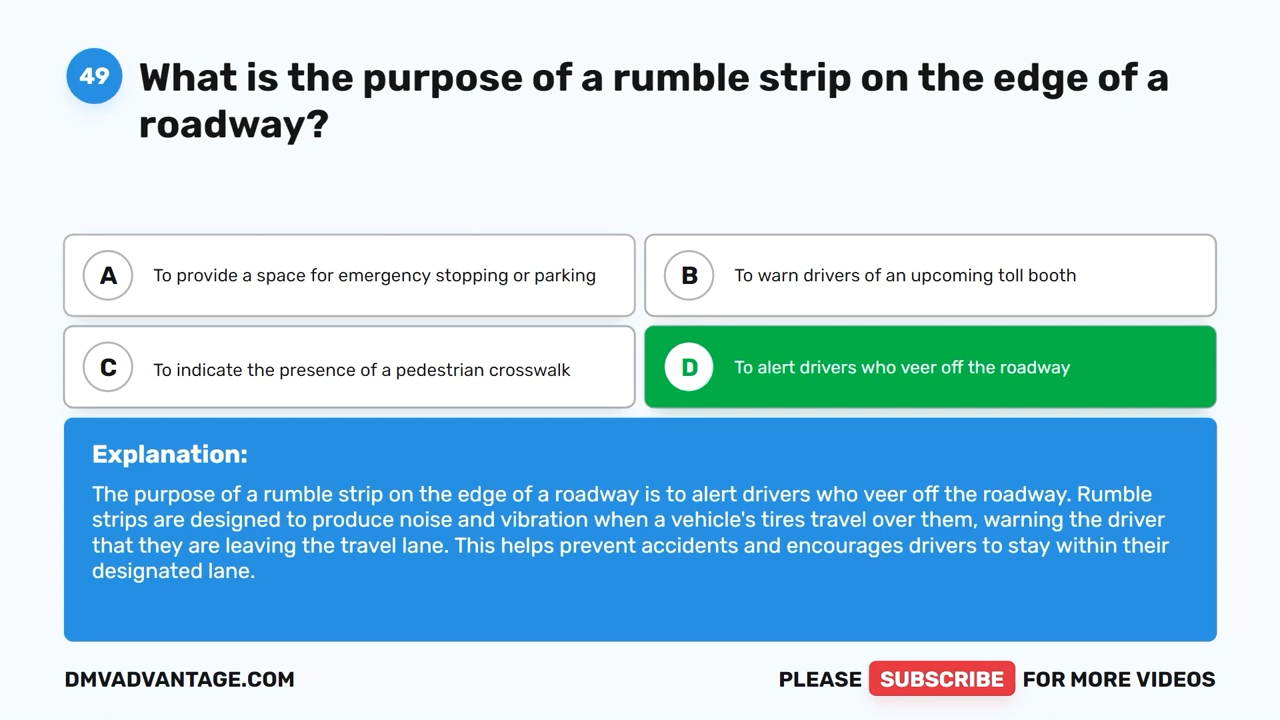 49
What is the purpose of a rumble strip on the edge of a
roadway?
A To provide a space for emergency stopping or parking
B To warn drivers of an upcoming toll booth
C To indicate the presence of a pedestrian crosswalk
D To alert drivers who veer off the roadway
Explanation:
The purpose of a rumble strip on the edge of a roadway is to alert drivers who veer off the roadway. Rumble
strips are designed to produce noise and vibration when a vehicle's tires travel over them, warning the driver
that they are leaving the travel lane. This helps prevent accidents and encourages drivers to stay within their
designated lane.
DMVADVANTAGE.COM
PLEASE SUBSCRIBE FOR MORE VIDEOS